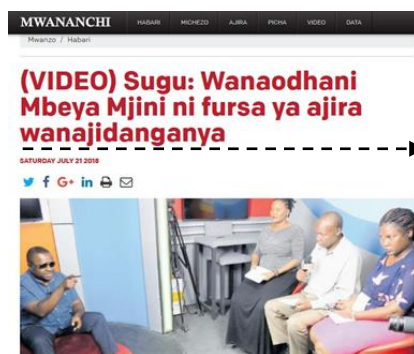 MWANANCHI HABARI MICHEZO AJIRA PICHA VIDEO DATA
Mwanzo / Habari
(VIDEO) Sugu: Wanaodhani
Mbeya Mjini ni fursa ya ajira
wanajidanganya
SATURDAY JULY 21 2018